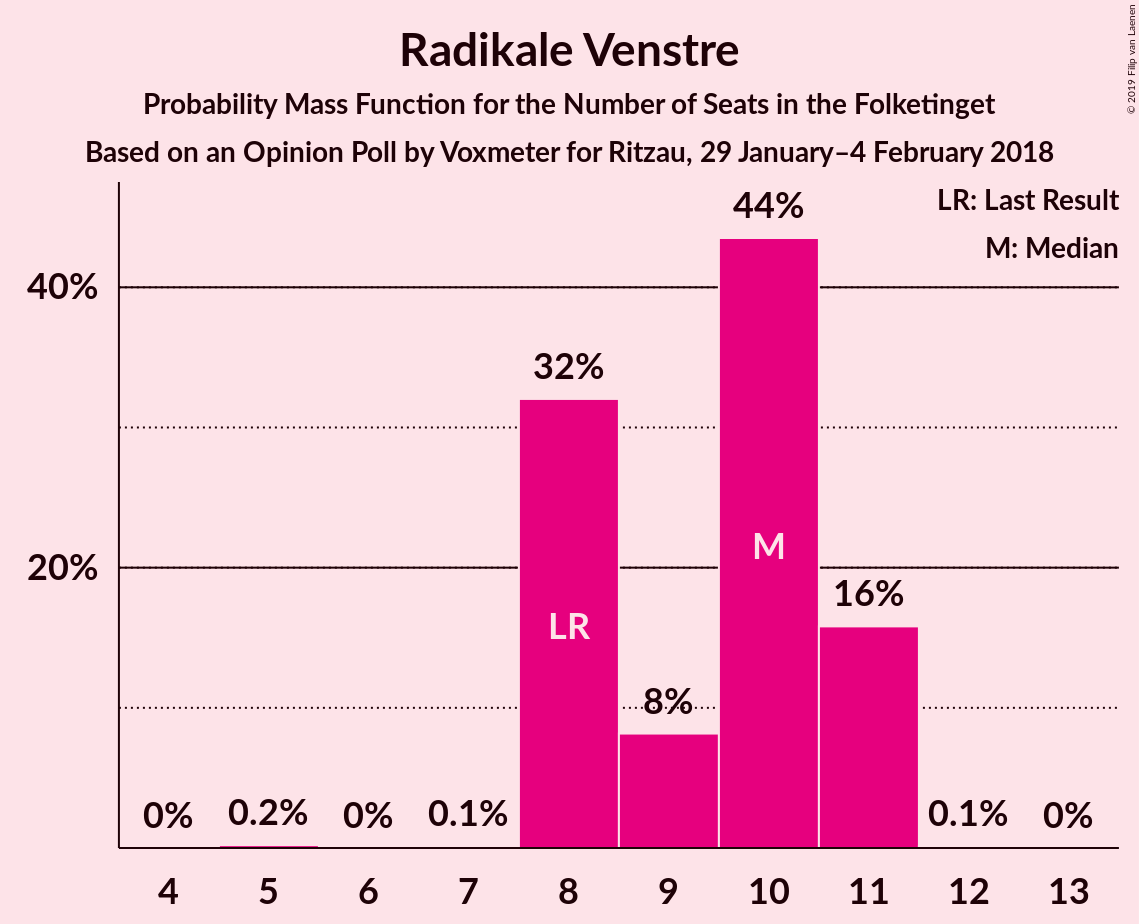 Radikale Venstre
Probability Mass Function for the Number of Seats in the Folketinget
Based on an Opinion Poll by Voxmeter for Ritzau, 29 January–4 February 2018
© 2019 Filip van Laenen
LR: Last Result
M: Median
44%
40%
32%
M
20%
16%
LR
8%
0%
0.2%
0%
0.1%
0.1%
0%
4 5 6 7 8 9 10 11 12 13